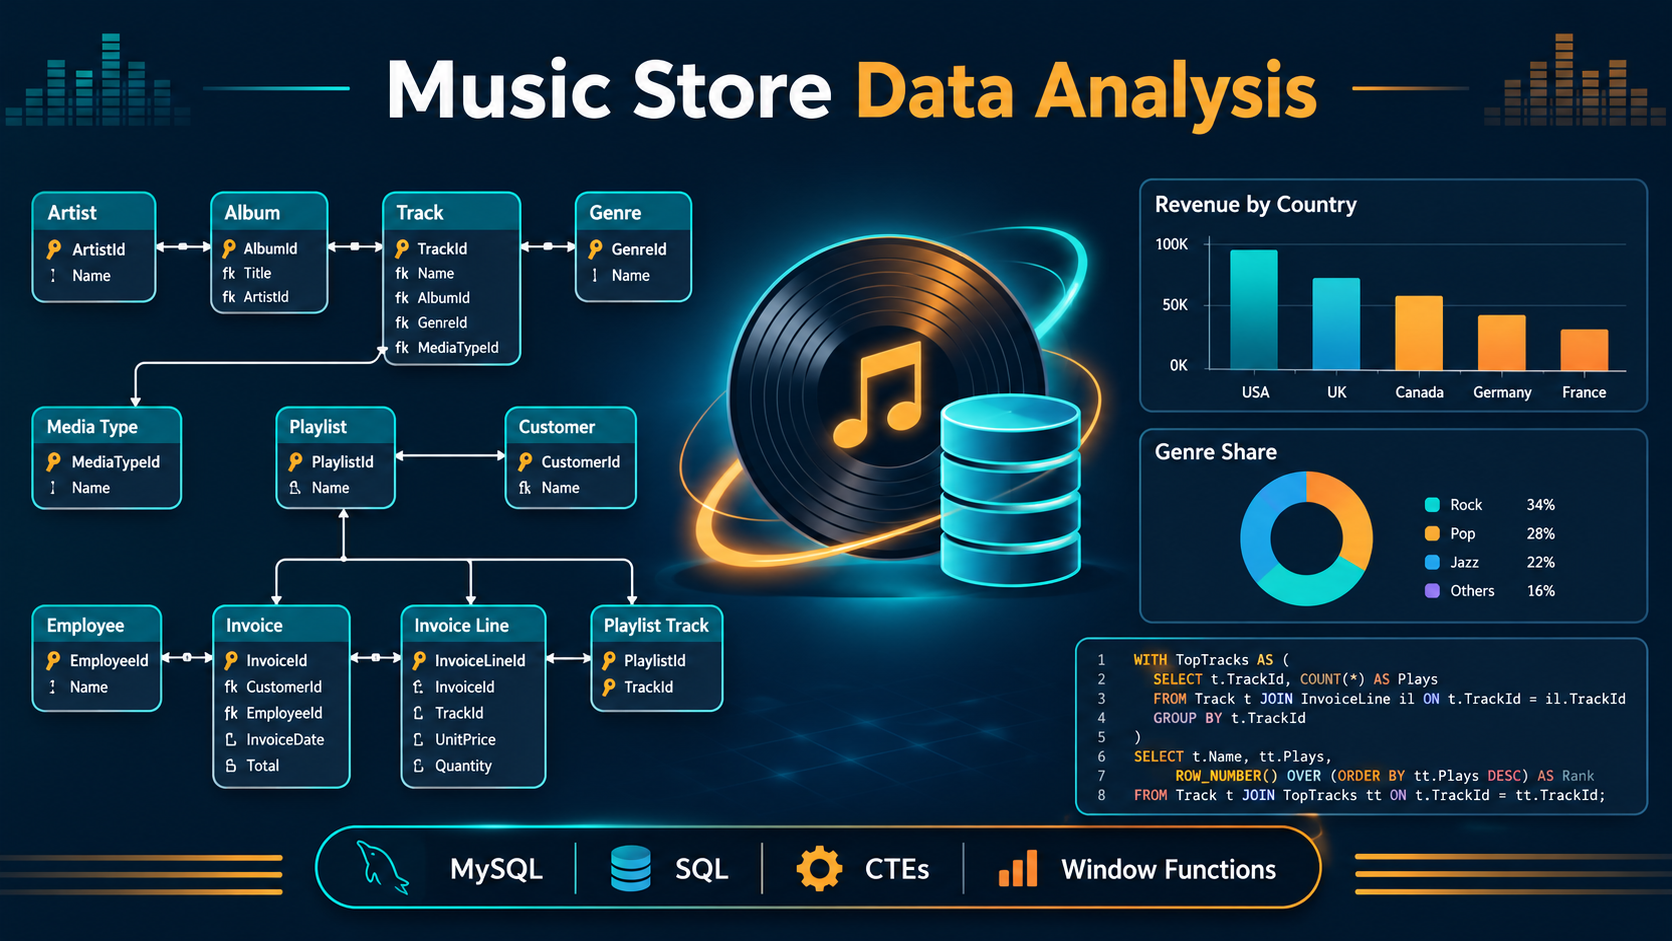 Music Store Data Analysis
Artist
ArtistId
Name
Album
AlbumId
fk Title
fk ArtistId
Track
TrackId
fk Name
fk AlbumId
fk GenreId
fk MediaTypeId
Genre
GenreId
Name
Media Type
MediaTypeId
Name
Playlist
PlaylistId
Name
Customer
CustomerId
fk Name
Employee
EmployeeId
Name
Invoice
InvoiceId
fk CustomerId
fk EmployeeId
InvoiceDate
Total
Invoice Line
InvoiceLineId
InvoiceId
TrackId
UnitPrice
Quantity
Playlist Track
PlaylistId
TrackId
Revenue by Country
100K
50K
0K
USA UK Canada Germany France
Genre Share
Rock 34%
Pop 28%
Jazz 22%
Others 16%
1 WITH TopTracks AS (
2 SELECT t.TrackId, COUNT(*) AS Plays
3 FROM Track t JOIN InvoiceLine il ON t.TrackId = il.TrackId
4 GROUP BY t.TrackId
5 )
6 SELECT t.Name, tt.Plays,
7 ROW_NUMBER() OVER (ORDER BY tt.Plays DESC) AS Rank
8 FROM Track t JOIN TopTracks tt ON t.TrackId = tt.TrackId;
MySQL SQL CTEs Window Functions